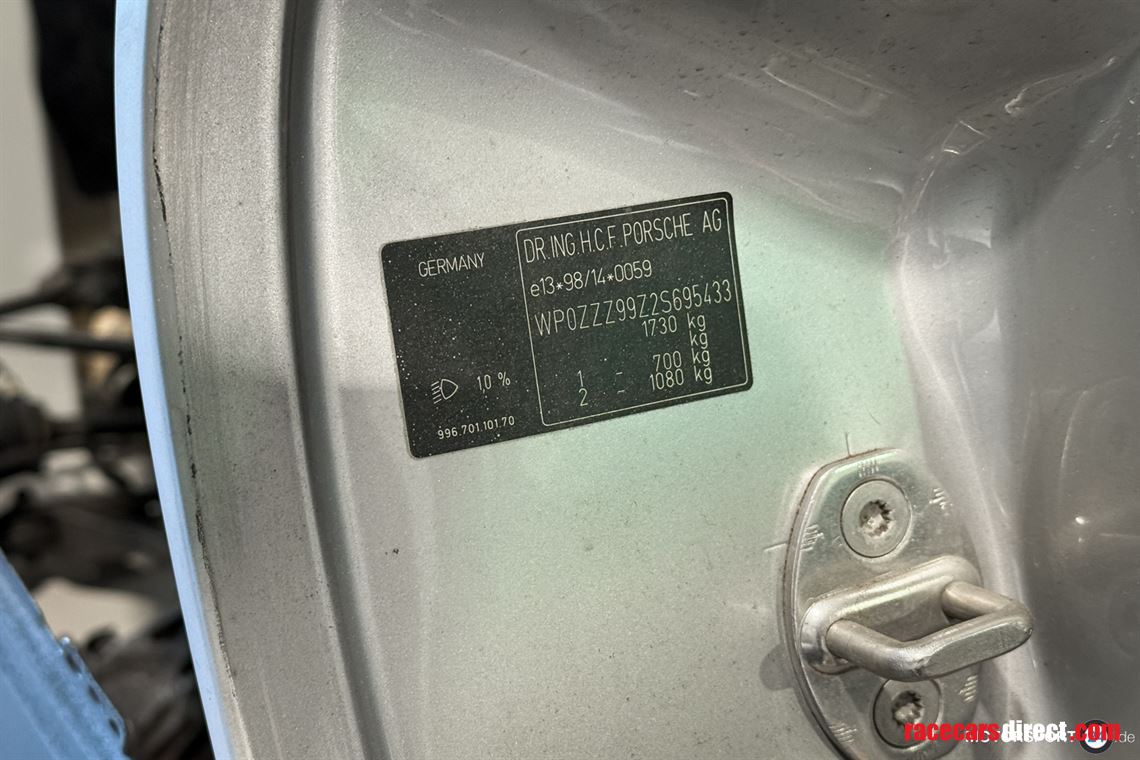 GERMANY
10 %
996.701.101.70
DR.ING.H.C.F.PORSCHE AG
e13*98/14*0059
WP0ZZZ99Z2S695433
1730 kg
kg
1 - 700 kg
2 - 1080 kg
racecarsdirect.com
.de